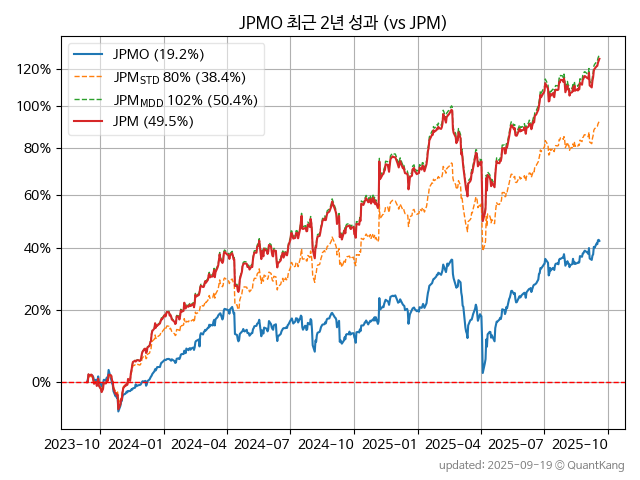 JPMO 최근 2년 성과 (vs JPM)
JPMO (19.2%)
JPM_STD 80% (38.4%)
JPM_MDD 102% (50.4%)
JPM (49.5%)
120%
100%
80%
60%
40%
20%
0%
2023-10 2024-01 2024-04 2024-07 2024-10 2025-01 2025-04 2025-07 2025-10
updated: 2025-09-19 © QuantKang